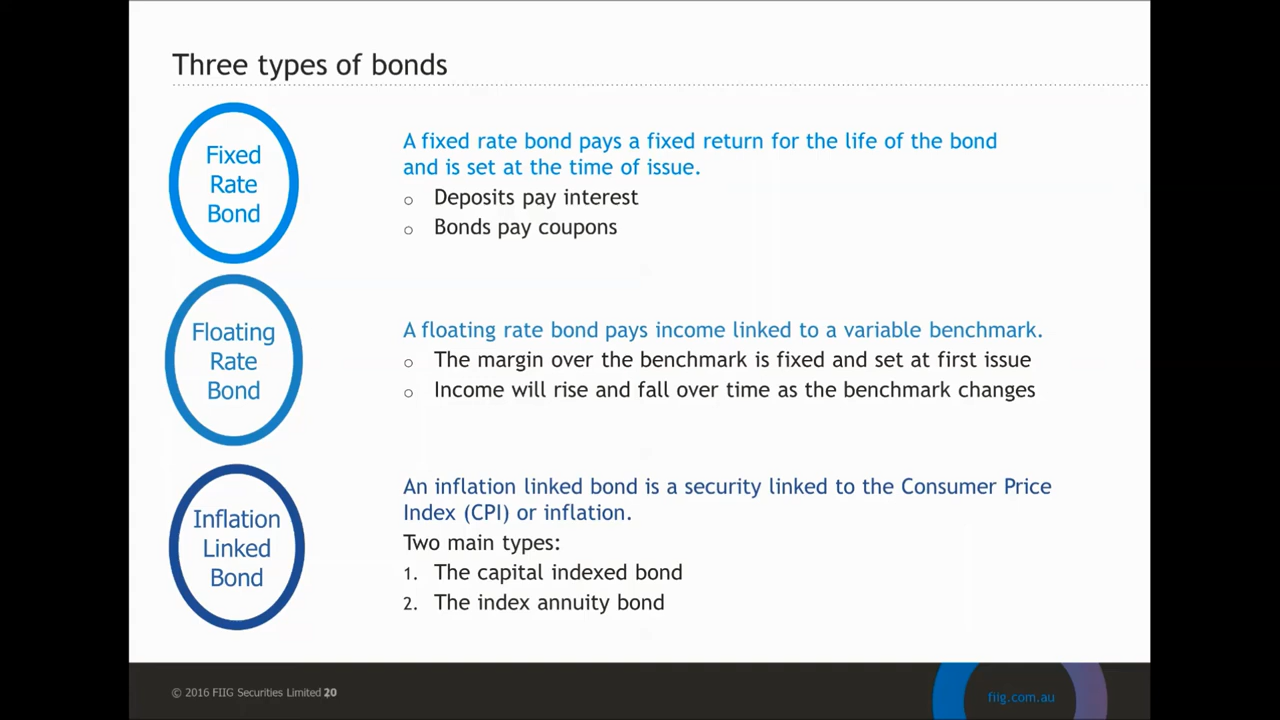 Three types of bonds
Fixed
Rate
Bond
A fixed rate bond pays a fixed return for the life of the bond
and is set at the time of issue.
o Deposits pay interest
o Bonds pay coupons
Floating
Rate
Bond
A floating rate bond pays income linked to a variable benchmark.
o The margin over the benchmark is fixed and set at first issue
o Income will rise and fall over time as the benchmark changes
Inflation
Linked
Bond
An inflation linked bond is a security linked to the Consumer Price
Index (CPI) or inflation.
Two main types:
1. The capital indexed bond
2. The index annuity bond
© 2016 FIIG Securities Limited 20
fiig.com.au